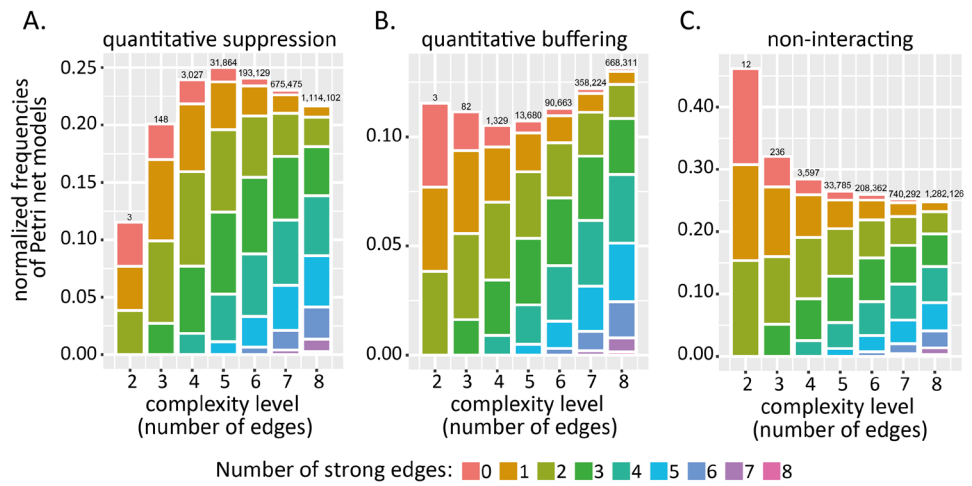 A.
quantitative suppression
normalized frequencies
of Petri net models
0.25
0.20
0.15
0.10
0.05
0.00
3
148
3,027
31,864
193,129
675,475
1,114,102
2 3 4 5 6 7 8
complexity level
(number of edges)
B.
quantitative buffering
0.10
0.05
0.00
3
82
1,329
13,680
90,663
358,224
668,311
2 3 4 5 6 7 8
complexity level
(number of edges)
C.
non-interacting
0.40
0.30
0.20
0.10
0.00
12
236
3,597
33,785
208,362
740,292
1,282,126
2 3 4 5 6 7 8
complexity level
(number of edges)
Number of strong edges: 0 1 2 3 4 5 6 7 8